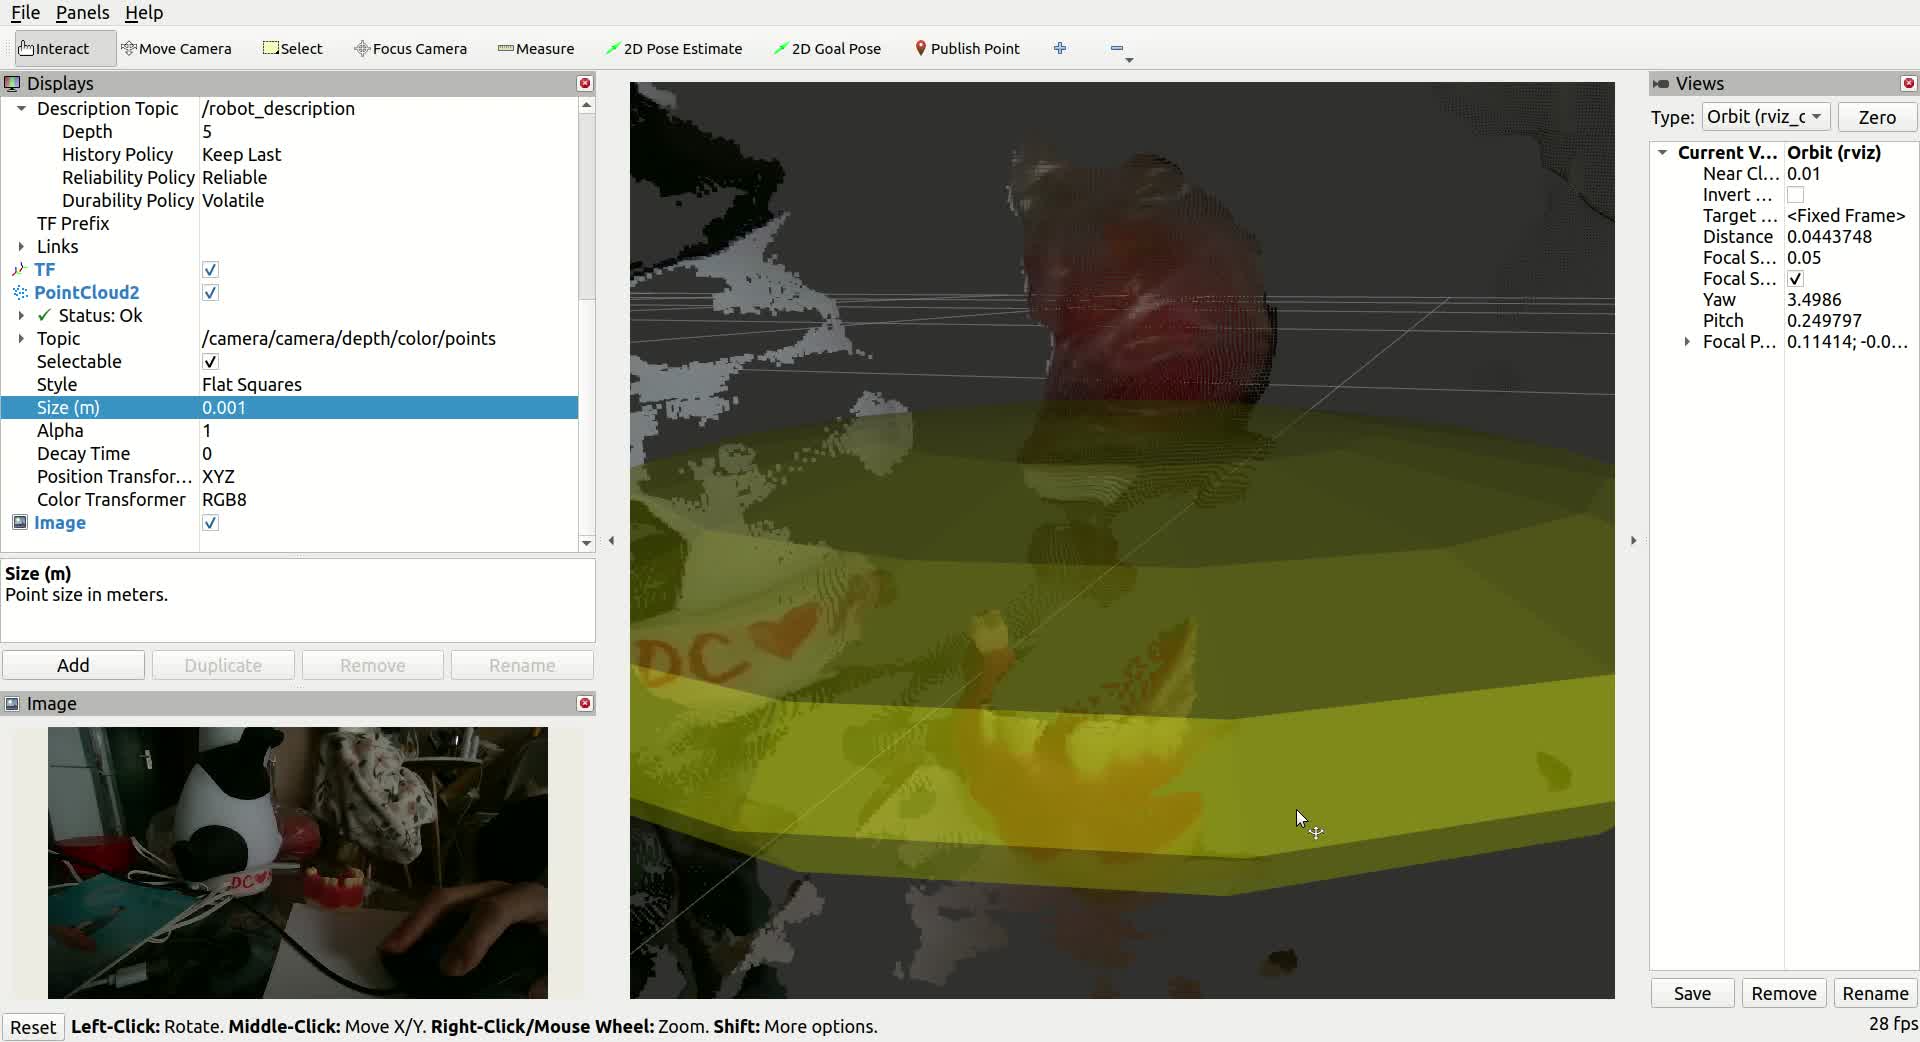 File Panels Help
Interact Move Camera Select Focus Camera Measure 2D Pose Estimate 2D Goal Pose Publish Point
Displays
Description Topic /robot_description
Depth 5
History Policy Keep Last
Reliability Policy Reliable
Durability Policy Volatile
TF Prefix
Links
TF
PointCloud2
Status: Ok
Topic /camera/camera/depth/color/points
Selectable
Style Flat Squares
Size (m) 0.001
Alpha 1
Decay Time 0
Position Transfor... XYZ
Color Transformer RGB8
Image
Size (m)
Point size in meters.
Add Duplicate Remove Rename
Image
DC
DC
Views
Type: Orbit (rviz_c Zero
Current V... Orbit (rviz)
Near Cl... 0.01
Invert ...
Target ... <Fixed Frame>
Distance 0.0443748
Focal S... 0.05
Focal S...
Yaw 3.4986
Pitch 0.249797
Focal P... 0.11414; -0.0...
Save Remove Rename
Reset Left-Click: Rotate. Middle-Click: Move X/Y. Right-Click/Mouse Wheel: Zoom. Shift: More options.
28 fps